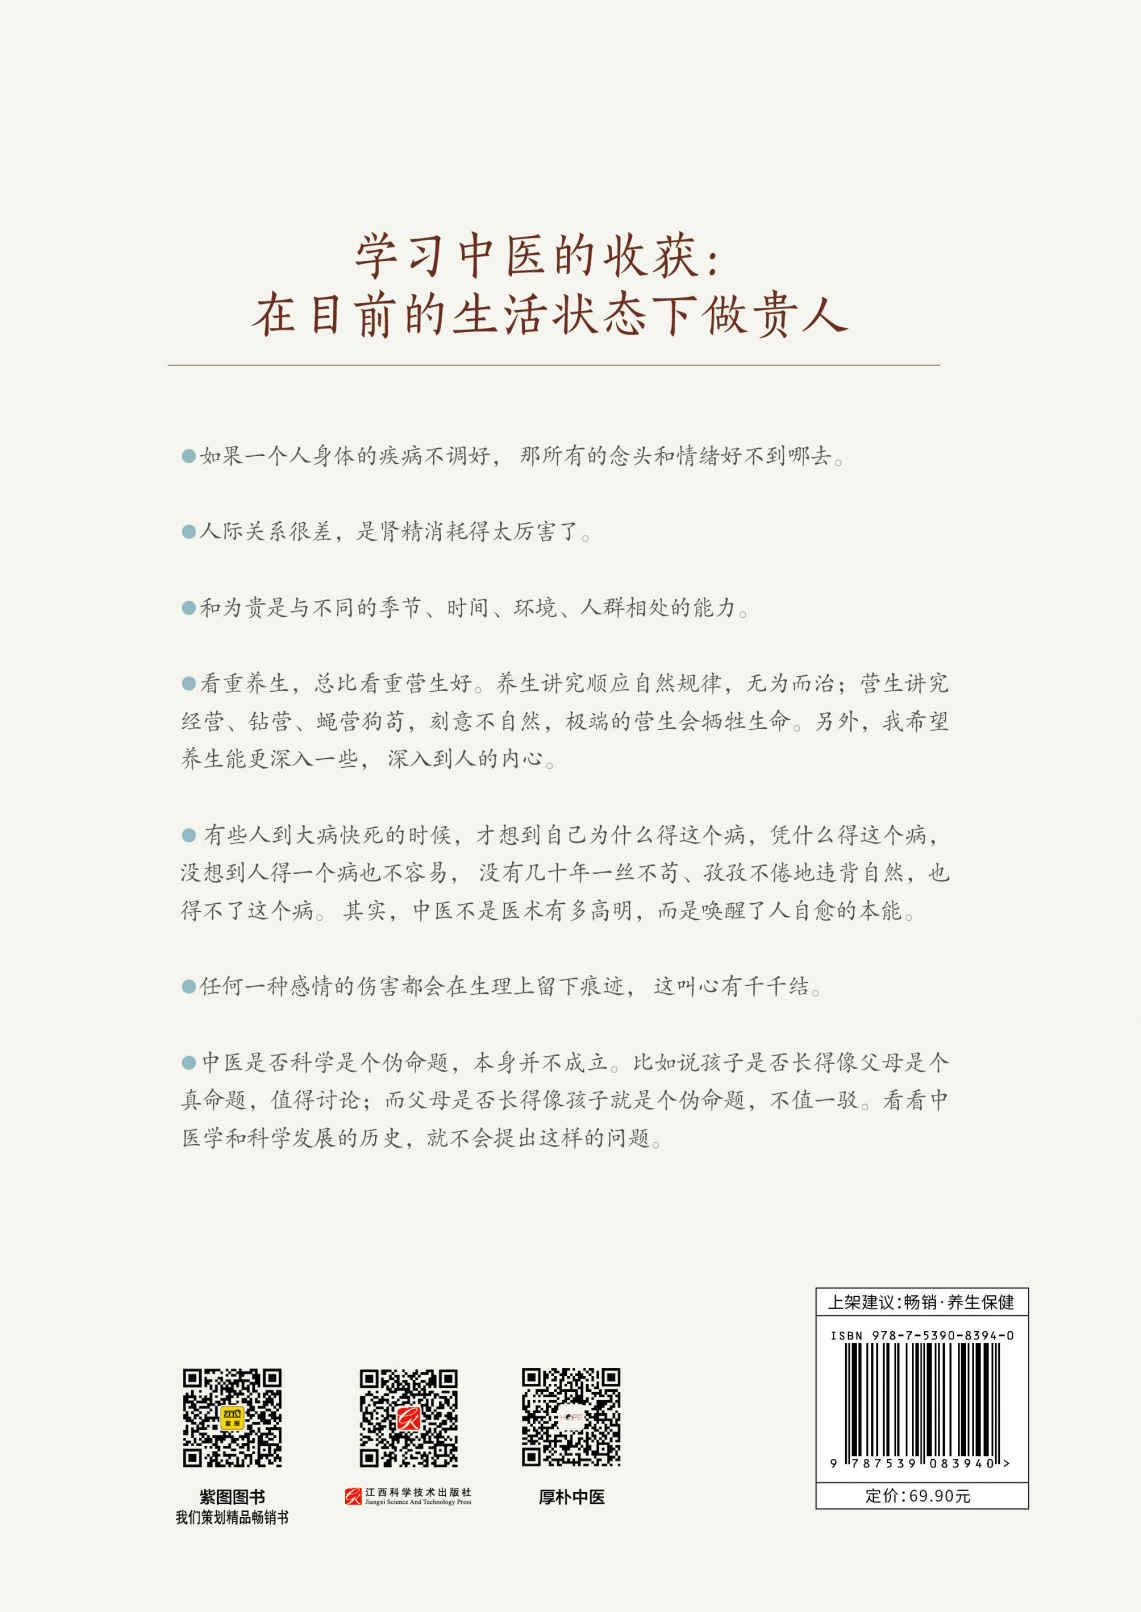 学习中医的收获：
在目前的生活状态下做贵人
●如果一个人身体的疾病不调好， 那所有的念头和情绪好不到哪去。
●人际关系很差，是肾精消耗得太厉害了。
●和为贵是与不同的季节、时间、环境、人群相处的能力。
●看重养生，总比看重营生好。养生讲究顺应自然规律，无为而治；营生讲究
经营、钻营、蝇营狗苟，刻意不自然，极端的营生会牺牲生命。另外，我希望
养生能更深入一些， 深入到人的内心。
● 有些人到大病快死的时候，才想到自己为什么得这个病，凭什么得这个病，
没想到人得一个病也不容易， 没有几十年一丝不苟、孜孜不倦地违背自然，也
得不了这个病。 其实，中医不是医术有多高明，而是唤醒了人自愈的本能。
●任何一种感情的伤害都会在生理上留下痕迹， 这叫心有千千结。
●中医是否科学是个伪命题，本身并不成立。比如说孩子是否长得像父母是个
真命题，值得讨论；而父母是否长得像孩子就是个伪命题，不值一驳。看看中
医学和科学发展的历史，就不会提出这样的问题。
上架建议：畅销·养生保健
ISBN 978-7-5390-8394-0
9 787539 083940 >
定价：69.90元
紫图
HOPE
紫图图书
我们策划精品畅销书
江西科学技术出版社
Jiangxi Science And Technology Press
厚朴中医